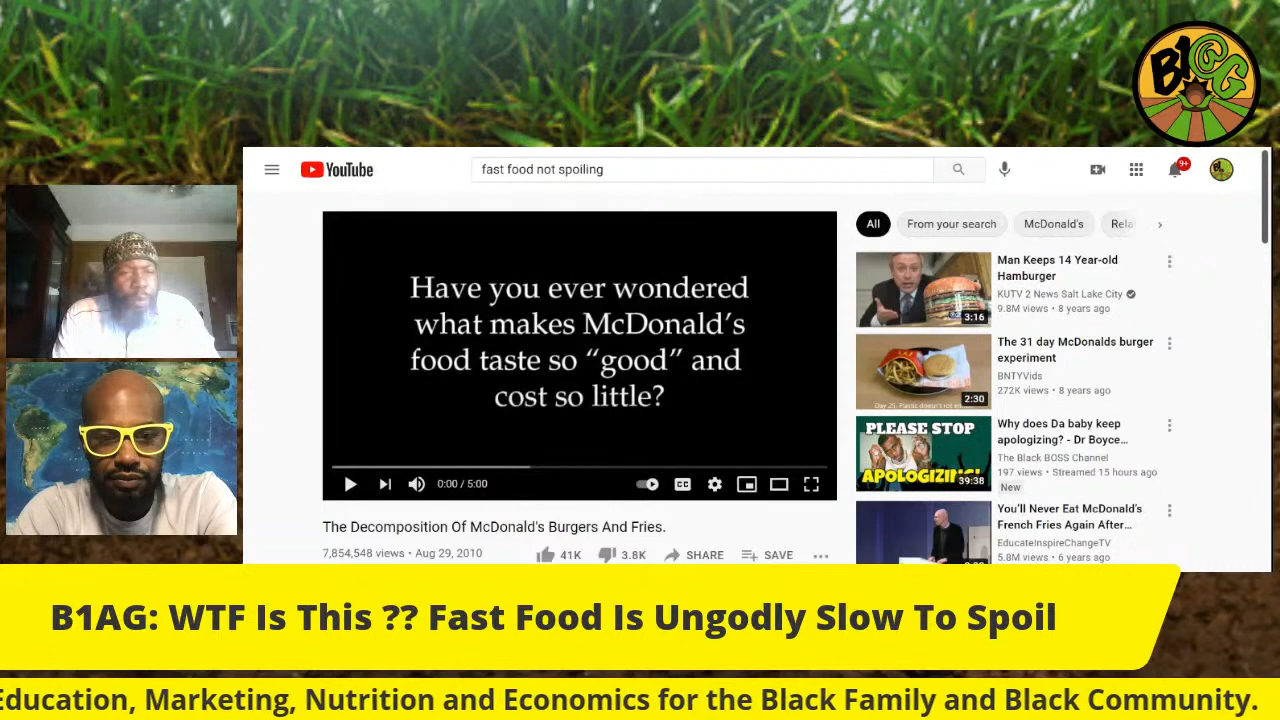 B1GG
YouTube
fast food not spoiling
9+
Have you ever wondered
what makes McDonald's
food taste so “good” and
cost so little?
0:00 / 5:00
CC
The Decomposition Of McDonald's Burgers And Fries.
7,854,548 views • Aug 29, 2010
41K
3.8K
SHARE
SAVE
All
From your search
McDonald's
Rela
3:16
Man Keeps 14 Year-old
Hamburger
KUTV 2 News Salt Lake City
9.8M views • 8 years ago
2:30
The 31 day McDonalds burger
experiment
BNTYVids
272K views • 8 years ago
PLEASE STOP
APOLOGIZING!
39:38
Why does Da baby keep
apologizing? - Dr Boyce...
The Black BOSS Channel
197 views • Streamed 15 hours ago
New
You'll Never Eat McDonald's
French Fries Again After...
EducateInspireChangeTV
5.8M views • 6 years ago
B1AG: WTF Is This ?? Fast Food Is Ungodly Slow To Spoil
Education, Marketing, Nutrition and Economics for the Black Family and Black Community.